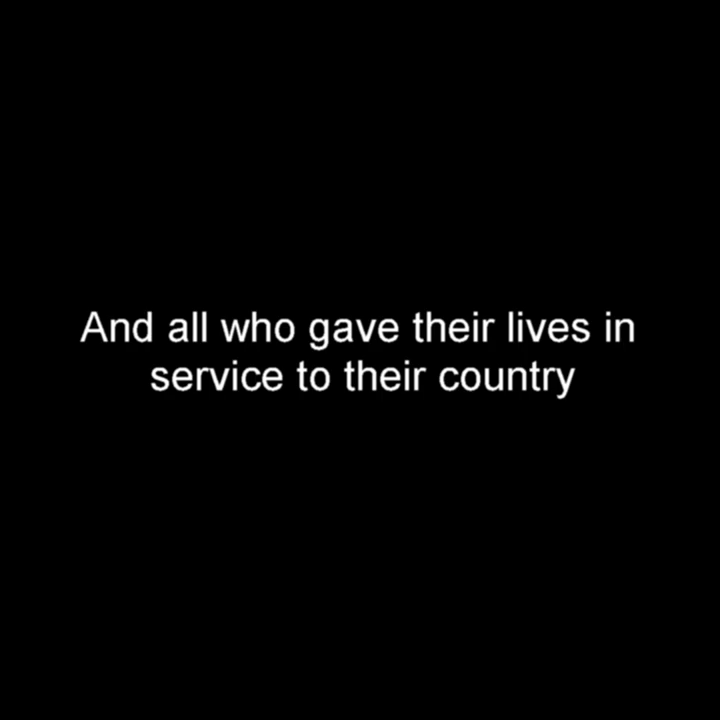 And all who gave their lives in
service to their country